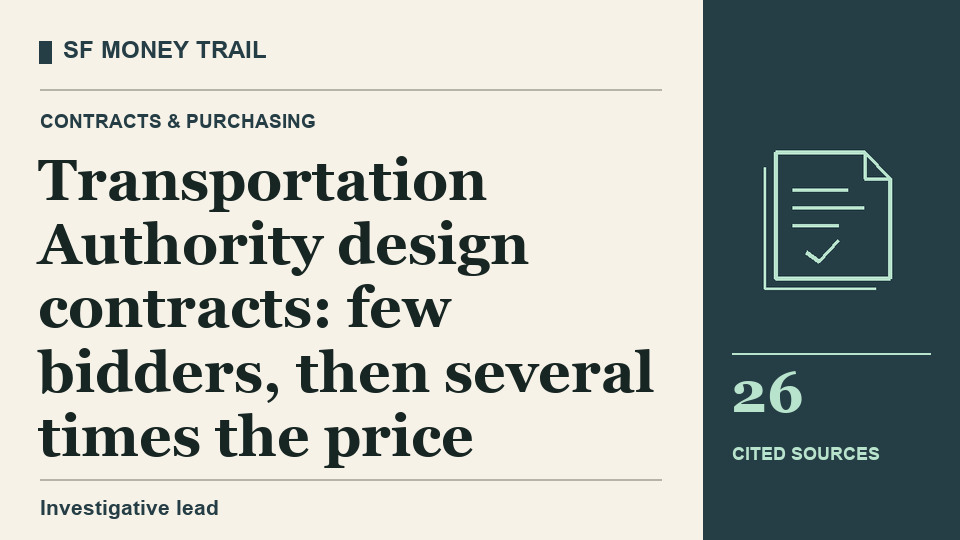 SF MONEY TRAIL
CONTRACTS & PURCHASING
Transportation
Authority design
contracts: few
bidders, then several
times the price
Investigative lead
26
CITED SOURCES